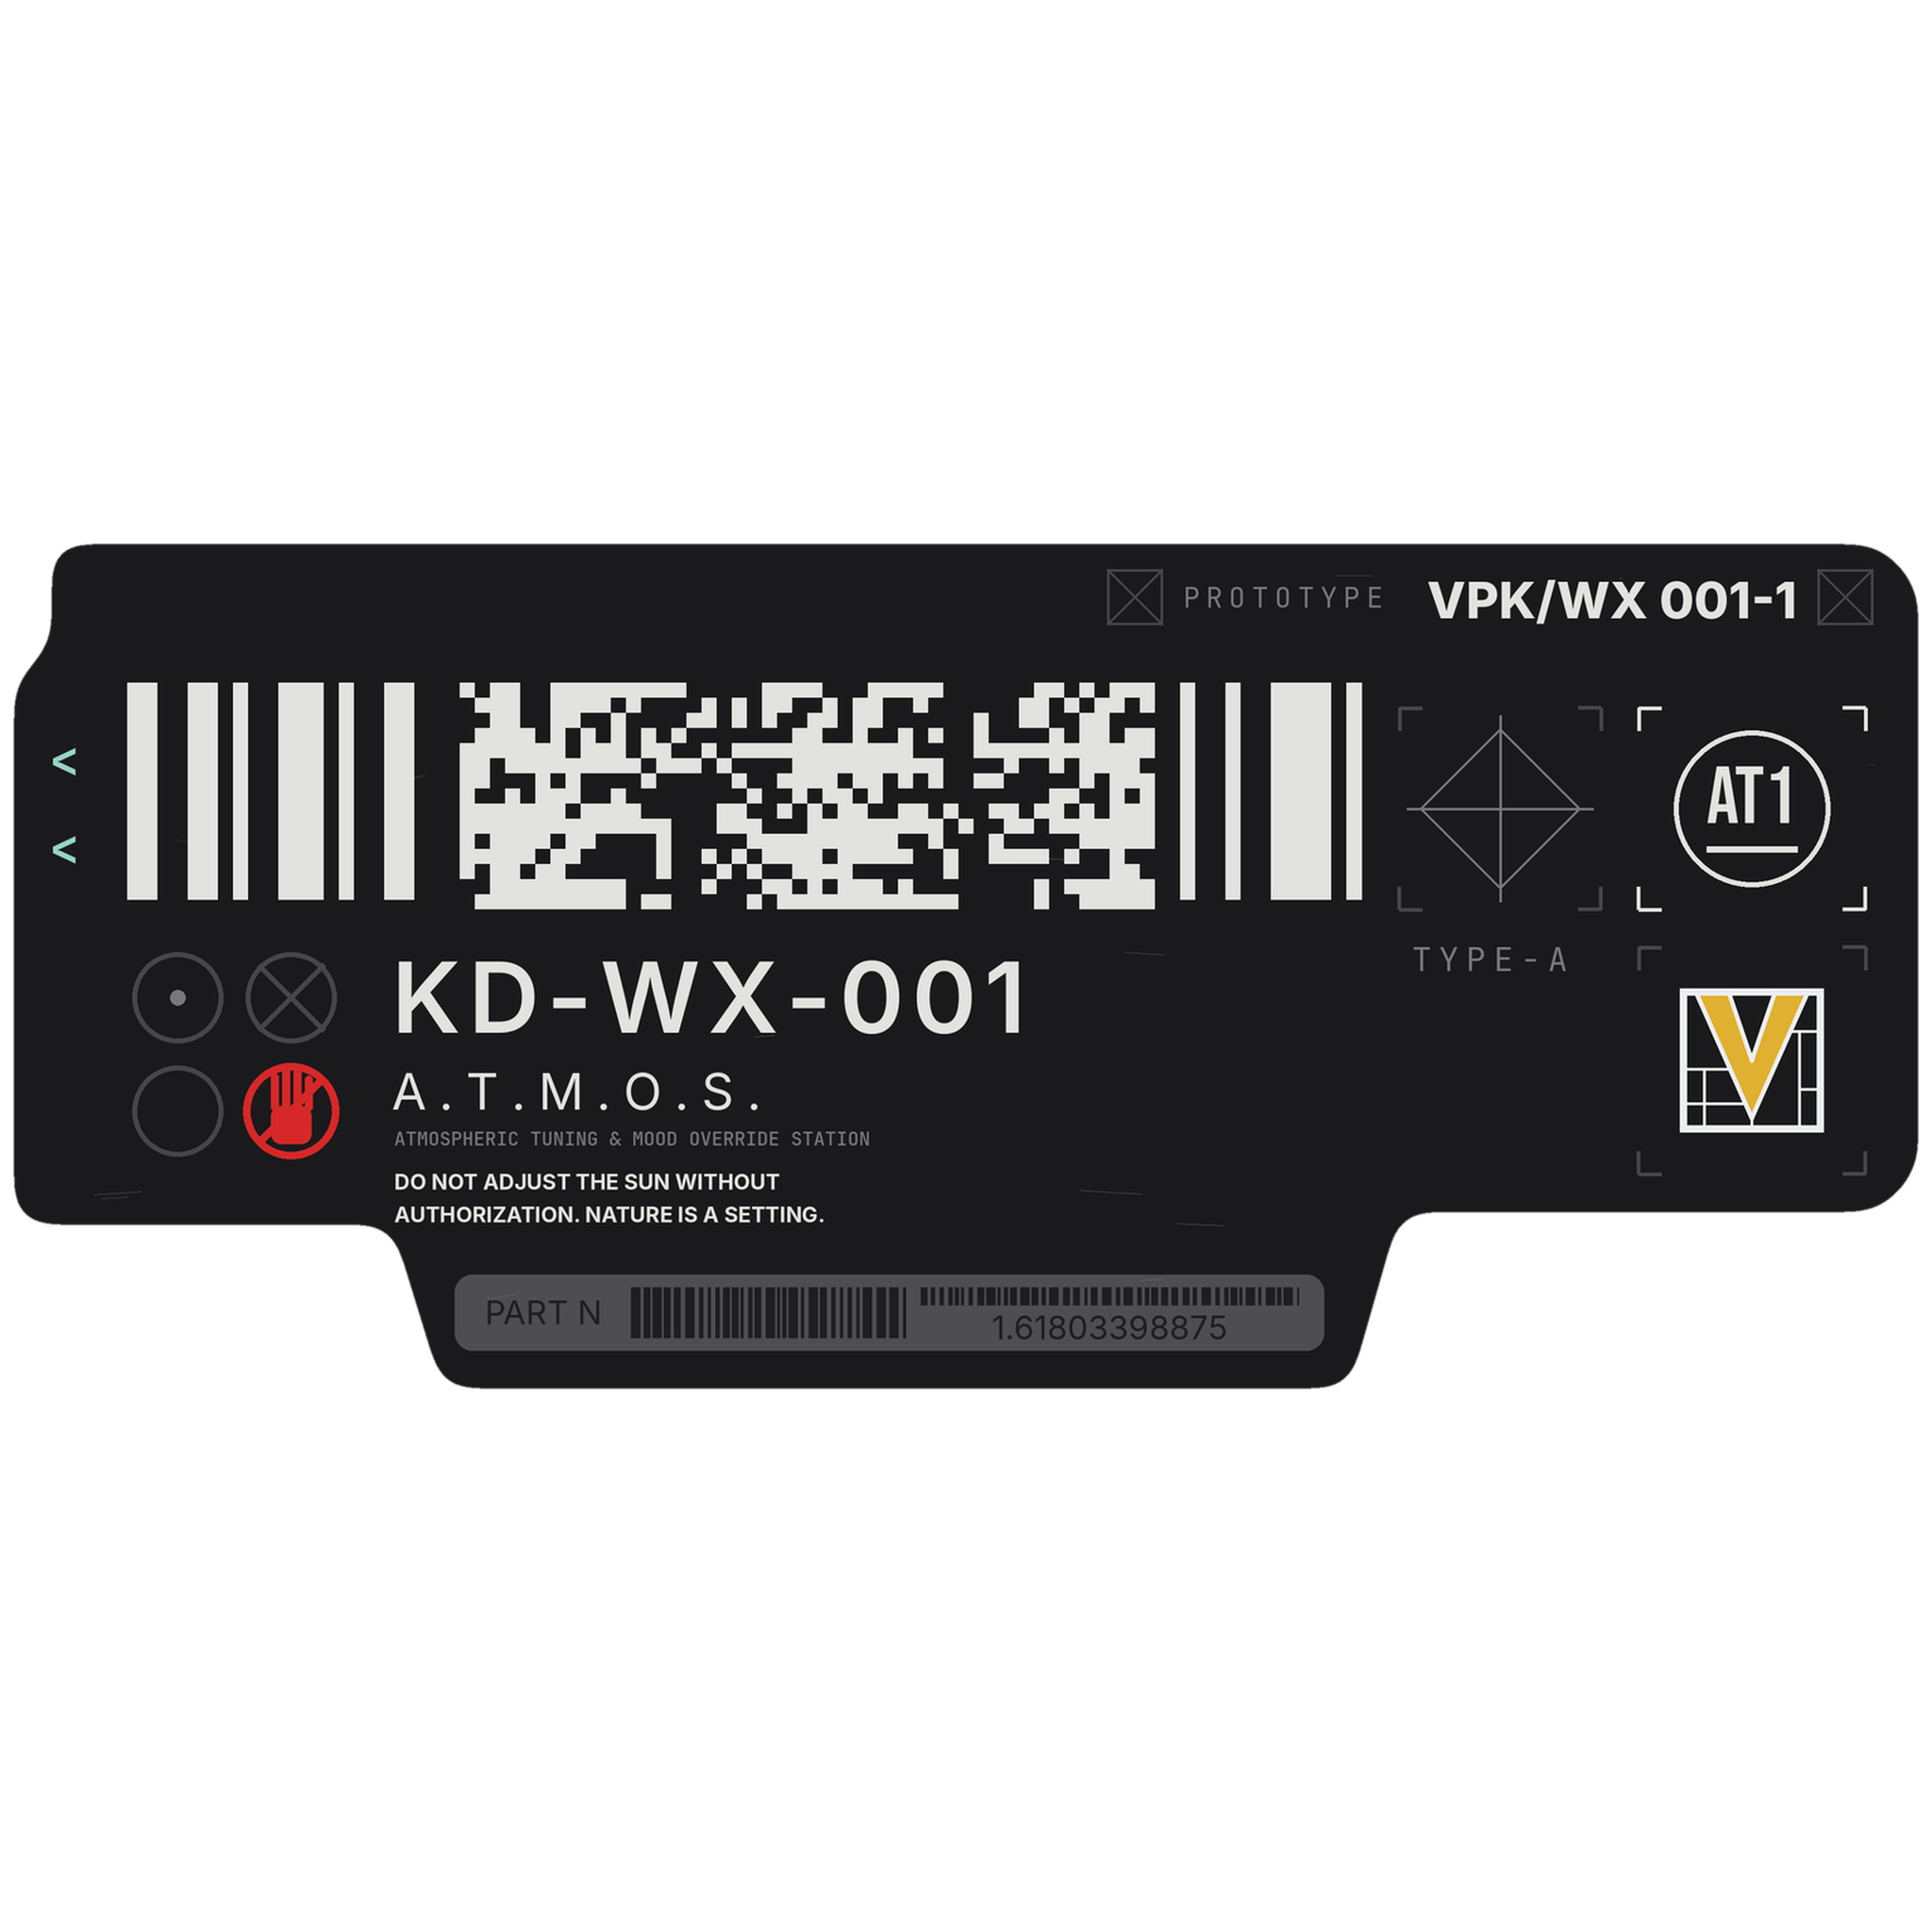 PROTOTYPE VPK/WX 001-1
<
<
AT1
TYPE-A
KD-WX-001
A.T.M.O.S.
ATMOSPHERIC TUNING & MOOD OVERRIDE STATION
DO NOT ADJUST THE SUN WITHOUT
AUTHORIZATION. NATURE IS A SETTING.
V
PART N
1.61803398875